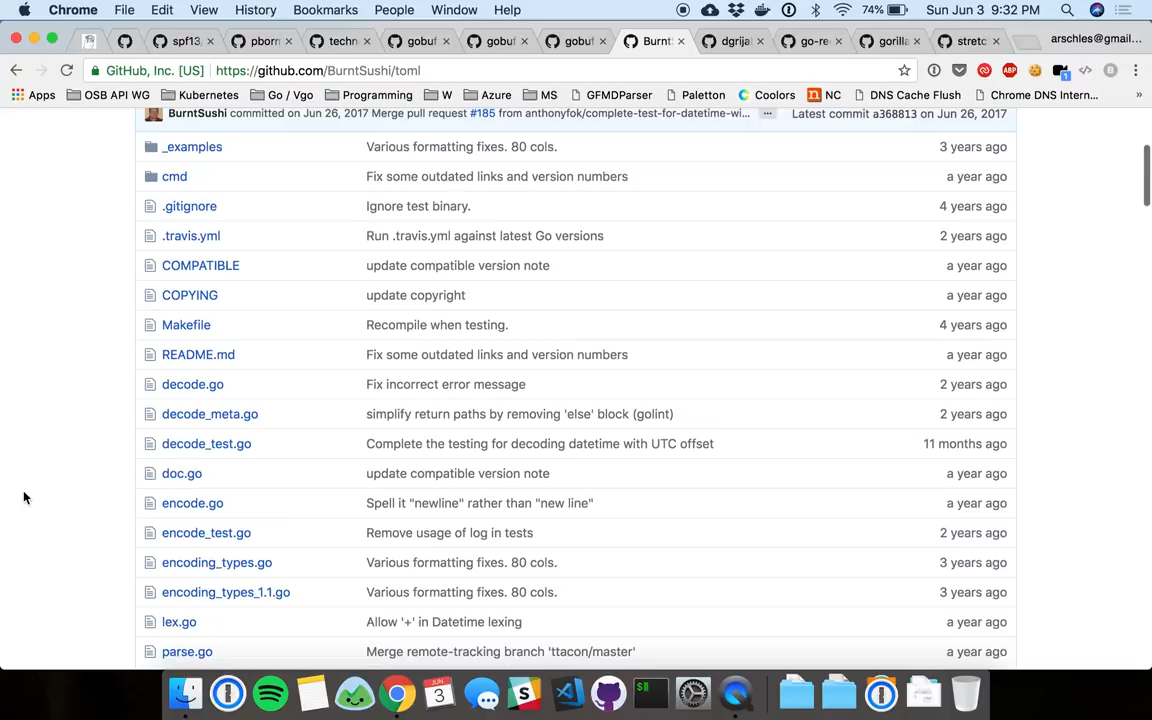 Chrome File Edit View History Bookmarks People Window Help 74% Sun Jun 3 9:32 PM
spf13/ pborn techn gobuf gobuf gobuf BurntS dgrijal go-re gorilla stretc arschles@gmail...
GitHub, Inc. [US] https://github.com/BurntSushi/toml
Apps OSB API WG Kubernetes Go / Vgo Programming W Azure MS GFMDParser Paletton Coolors NC DNS Cache Flush Chrome DNS Intern... »
BurntSushi committed on Jun 26, 2017 Merge pull request #185 from anthonyfok/complete-test-for-datetime-wi... ... Latest commit a368813 on Jun 26, 2017
_examples Various formatting fixes. 80 cols. 3 years ago
cmd Fix some outdated links and version numbers a year ago
.gitignore Ignore test binary. 4 years ago
.travis.yml Run .travis.yml against latest Go versions 2 years ago
COMPATIBLE update compatible version note a year ago
COPYING update copyright a year ago
Makefile Recompile when testing. 4 years ago
README.md Fix some outdated links and version numbers a year ago
decode.go Fix incorrect error message 2 years ago
decode_meta.go simplify return paths by removing 'else' block (golint) 2 years ago
decode_test.go Complete the testing for decoding datetime with UTC offset 11 months ago
doc.go update compatible version note a year ago
encode.go Spell it "newline" rather than "new line" a year ago
encode_test.go Remove usage of log in tests 2 years ago
encoding_types.go Various formatting fixes. 80 cols. 3 years ago
encoding_types_1.1.go Various formatting fixes. 80 cols. 3 years ago
lex.go Allow '+' in Datetime lexing a year ago
parse.go Merge remote-tracking branch 'ttacon/master' a year ago
JUN
3